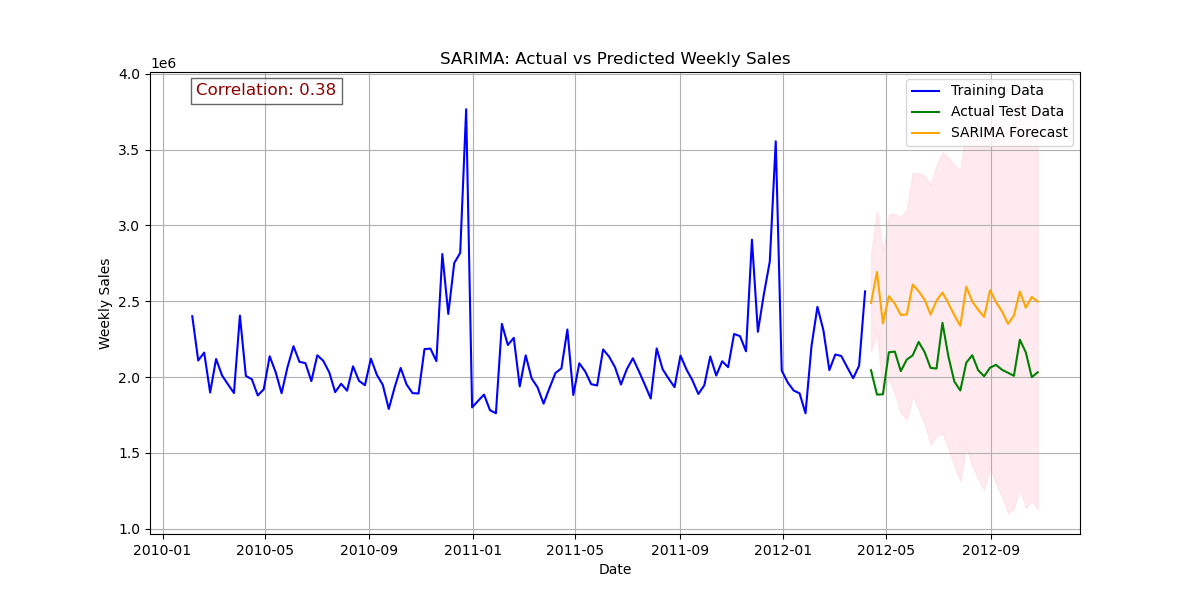 SARIMA: Actual vs Predicted Weekly Sales
1e6
Correlation: 0.38
Training Data
Actual Test Data
SARIMA Forecast
4.0
3.5
3.0
2.5
2.0
1.5
1.0
Weekly Sales
2010-01 2010-05 2010-09 2011-01 2011-05 2011-09 2012-01 2012-05 2012-09
Date